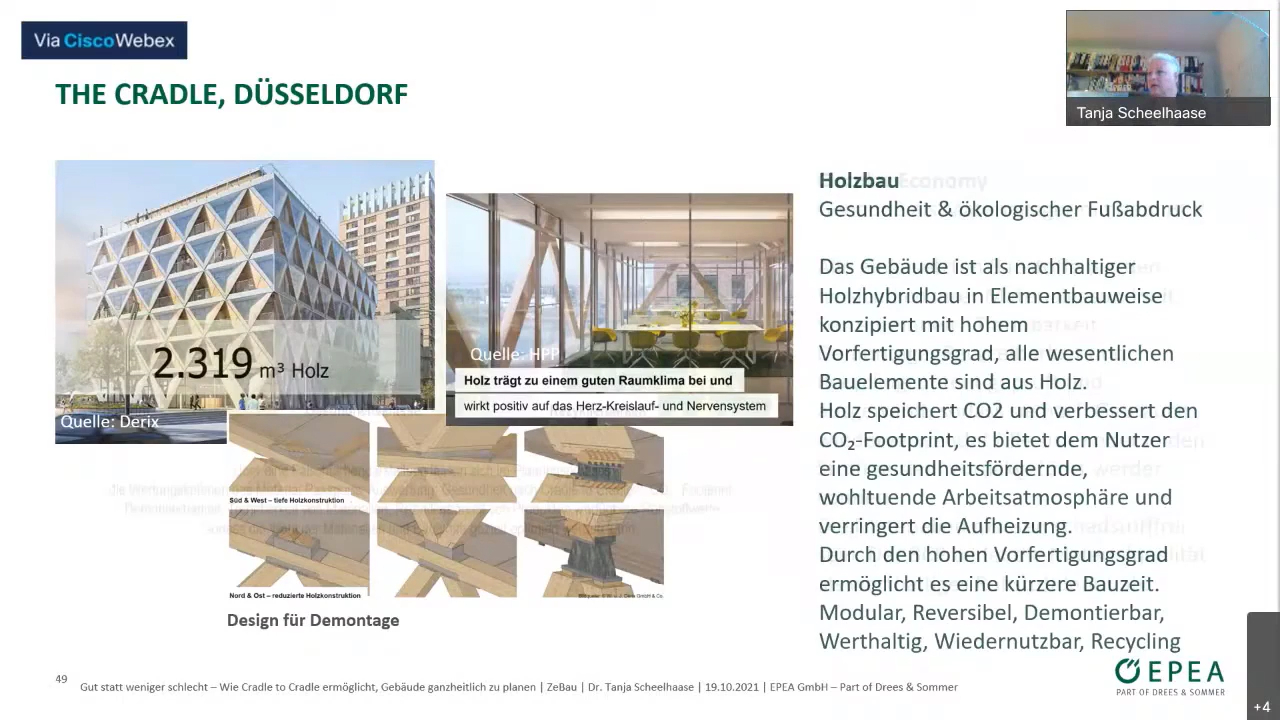 Via CiscoWebex
THE CRADLE, DÜSSELDORF
Tanja Scheelhaase
2.319 m³ Holz
Quelle: Derix
Quelle: HPP
Holz trägt zu einem guten Raumklima bei und
wirkt positiv auf das Herz-Kreislauf- und Nervensystem
Süd & West – tiefe Holzkonstruktion
Nord & Ost – reduzierte Holzkonstruktion
Design für Demontage
Holzbau
Economy
Gesundheit & ökologischer Fußabdruck
Das Gebäude ist als nachhaltiger
Holzhybridbau in Elementbauweise
konzipiert mit hohem
Vorfertigungsgrad, alle wesentlichen
Bauelemente sind aus Holz.
Holz speichert CO2 und verbessert den
CO₂-Footprint, es bietet dem Nutzer
eine gesundheitsfördernde,
wohltuende Arbeitsatmosphäre und
verringert die Aufheizung.
Durch den hohen Vorfertigungsgrad
ermöglicht es eine kürzere Bauzeit.
Modular, Reversibel, Demontierbar,
Werthaltig, Wiedernutzbar, Recycling
49
Gut statt weniger schlecht – Wie Cradle to Cradle ermöglicht, Gebäude ganzheitlich zu planen | ZeBau | Dr. Tanja Scheelhaase | 19.10.2021 | EPEA GmbH – Part of Drees & Sommer
EPEA
PART OF DREES & SOMMER
+4